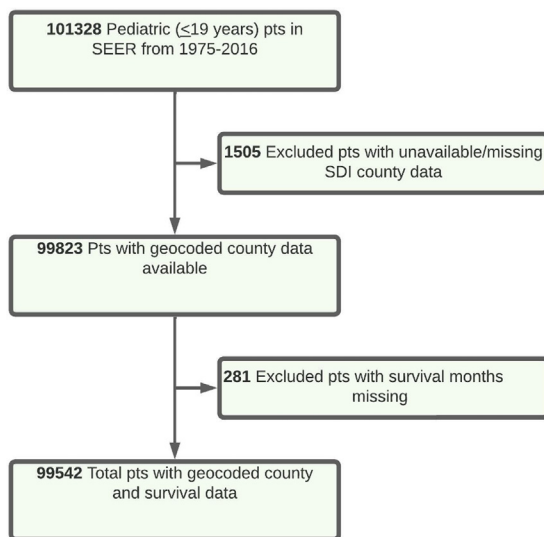 101328 Pediatric (≤19 years) pts in
SEER from 1975-2016
1505 Excluded pts with unavailable/missing
SDI county data
99823 Pts with geocoded county data
available
281 Excluded pts with survival months
missing
99542 Total pts with geocoded county
and survival data